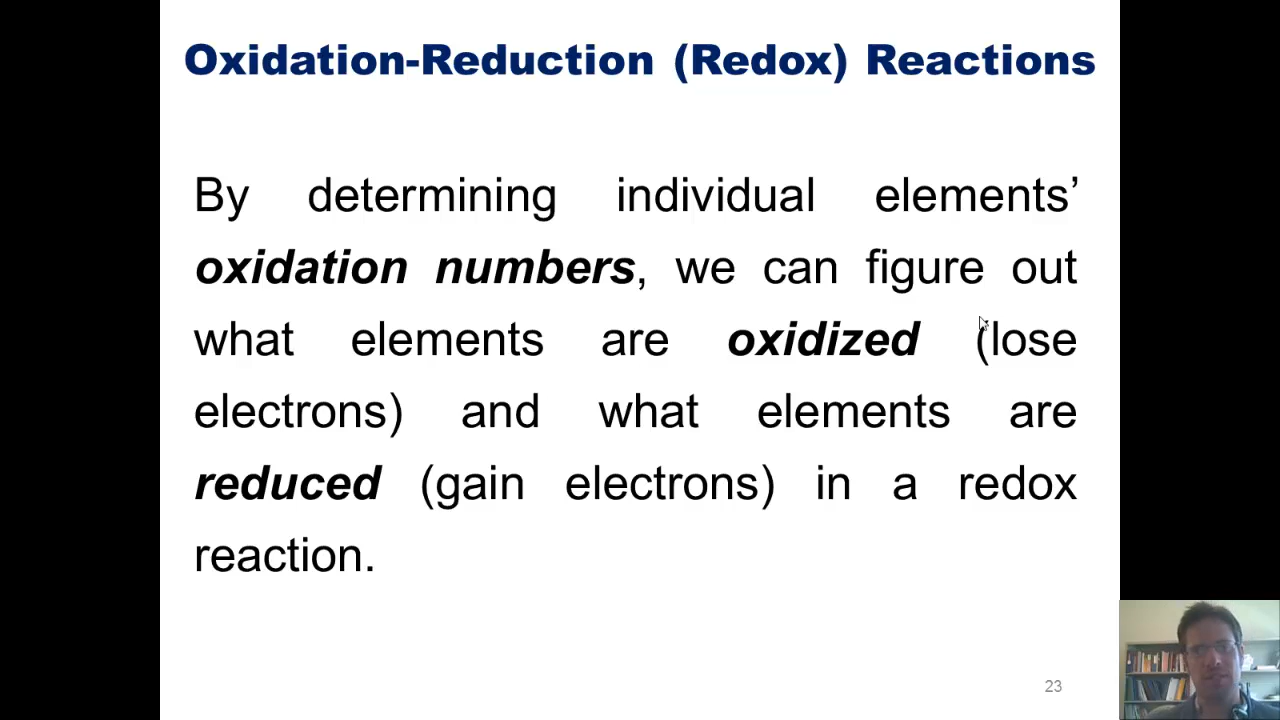 Oxidation-Reduction (Redox) Reactions
By determining individual elements’
oxidation numbers, we can figure out
what elements are oxidized (lose
electrons) and what elements are
reduced (gain electrons) in a redox
reaction.
23